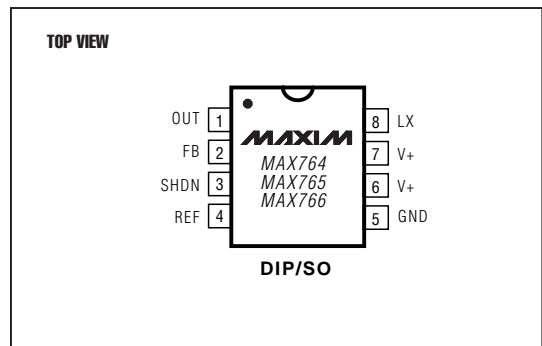 TOP VIEW
OUT 1
FB 2
SHDN 3
REF 4
MAXIM
MAX764
MAX765
MAX766
8 LX
7 V+
6 V+
5 GND
DIP/SO